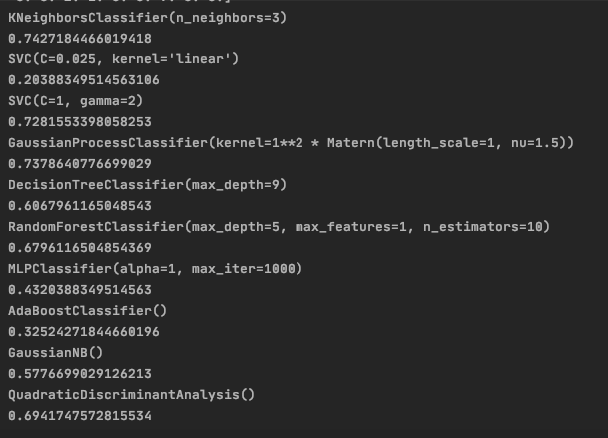 KNeighborsClassifier(n_neighbors=3)
0.7427184466019418
SVC(C=0.025, kernel='linear')
0.20388349514563106
SVC(C=1, gamma=2)
0.7281553398058253
GaussianProcessClassifier(kernel=1**2 * Matern(length_scale=1, nu=1.5))
0.7378640776699029
DecisionTreeClassifier(max_depth=9)
0.6067961165048543
RandomForestClassifier(max_depth=5, max_features=1, n_estimators=10)
0.6796116504854369
MLPClassifier(alpha=1, max_iter=1000)
0.4320388349514563
AdaBoostClassifier()
0.32524271844660196
GaussianNB()
0.5776699029126213
QuadraticDiscriminantAnalysis()
0.6941747572815534